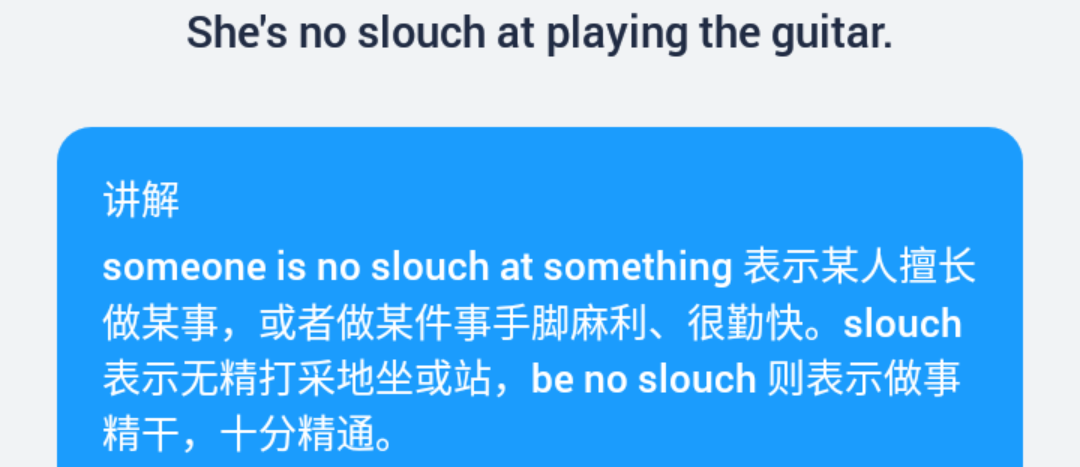 She's no slouch at playing the guitar.
讲解
someone is no slouch at something 表示某人擅长
做某事，或者做某件事手脚麻利、很勤快。slouch
表示无精打采地坐或站，be no slouch 则表示做事
精干，十分精通。